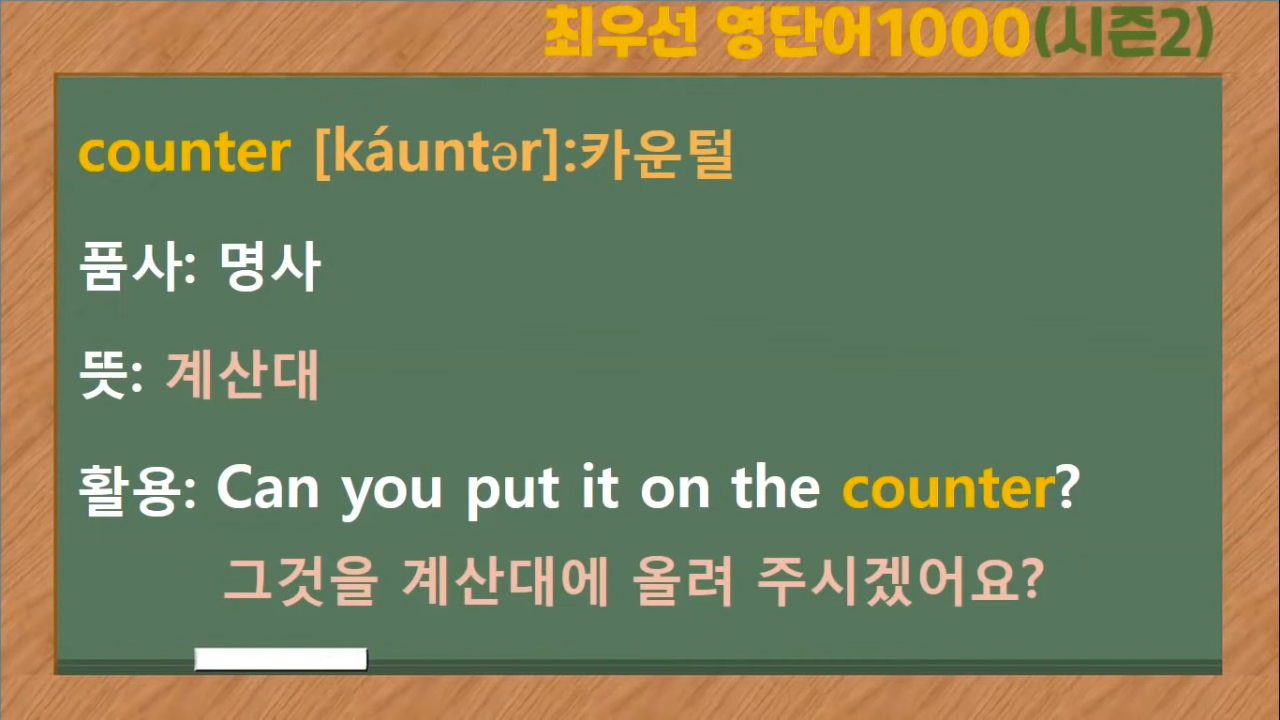 최우선 영단어1000(시즌2)
counter [káuntər]:카운털
품사: 명사
뜻: 계산대
활용: Can you put it on the counter?
그것을 계산대에 올려 주시겠어요?